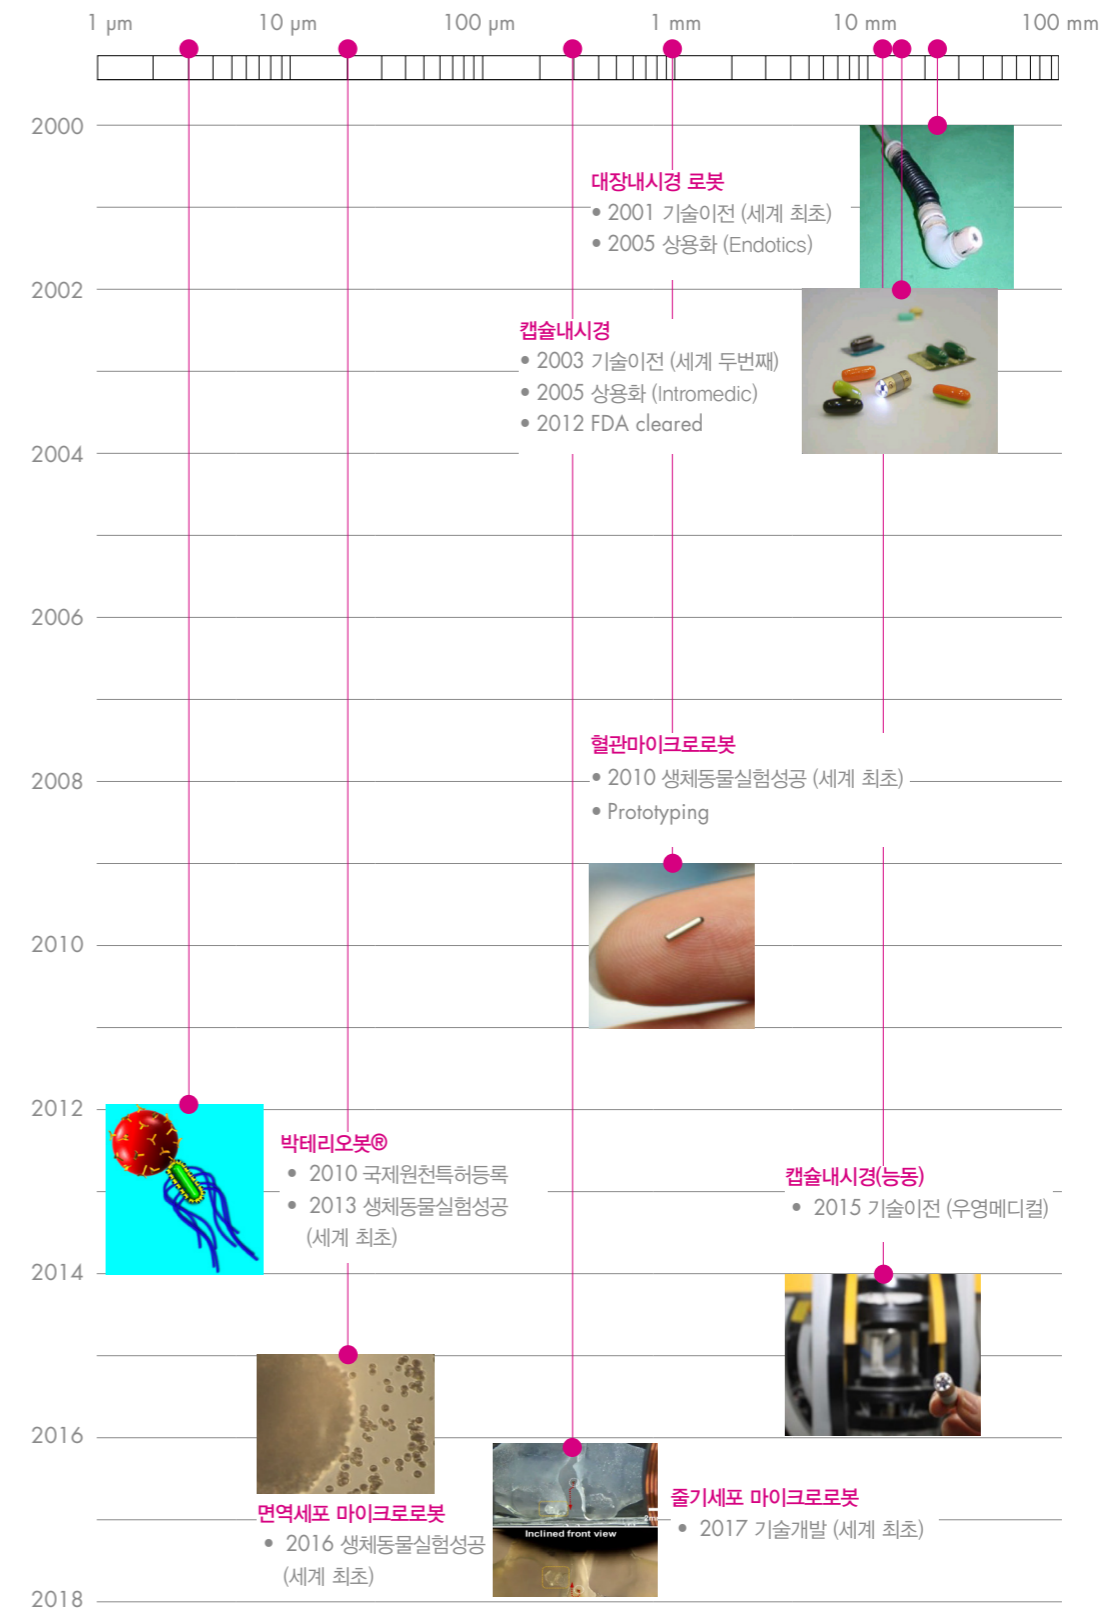 1 µm 10 µm 100 µm 1 mm 10 mm 100 mm
2000
대장내시경 로봇
• 2001 기술이전 (세계 최초)
• 2005 상용화 (Endotics)
2002
캡슐내시경
• 2003 기술이전 (세계 두번째)
• 2005 상용화 (Intromedic)
• 2012 FDA cleared
2004
2006
혈관마이크로로봇
2008
• 2010 생체동물실험성공 (세계 최초)
• Prototyping
2010
2012
박테리오봇®
• 2010 국제원천특허등록
• 2013 생체동물실험성공
(세계 최초)
캡슐내시경(능동)
• 2015 기술이전 (우영메디컬)
2014
2016
면역세포 마이크로로봇
• 2016 생체동물실험성공
(세계 최초)
2m
Inclined front view
줄기세포 마이크로로봇
• 2017 기술개발 (세계 최초)
2018